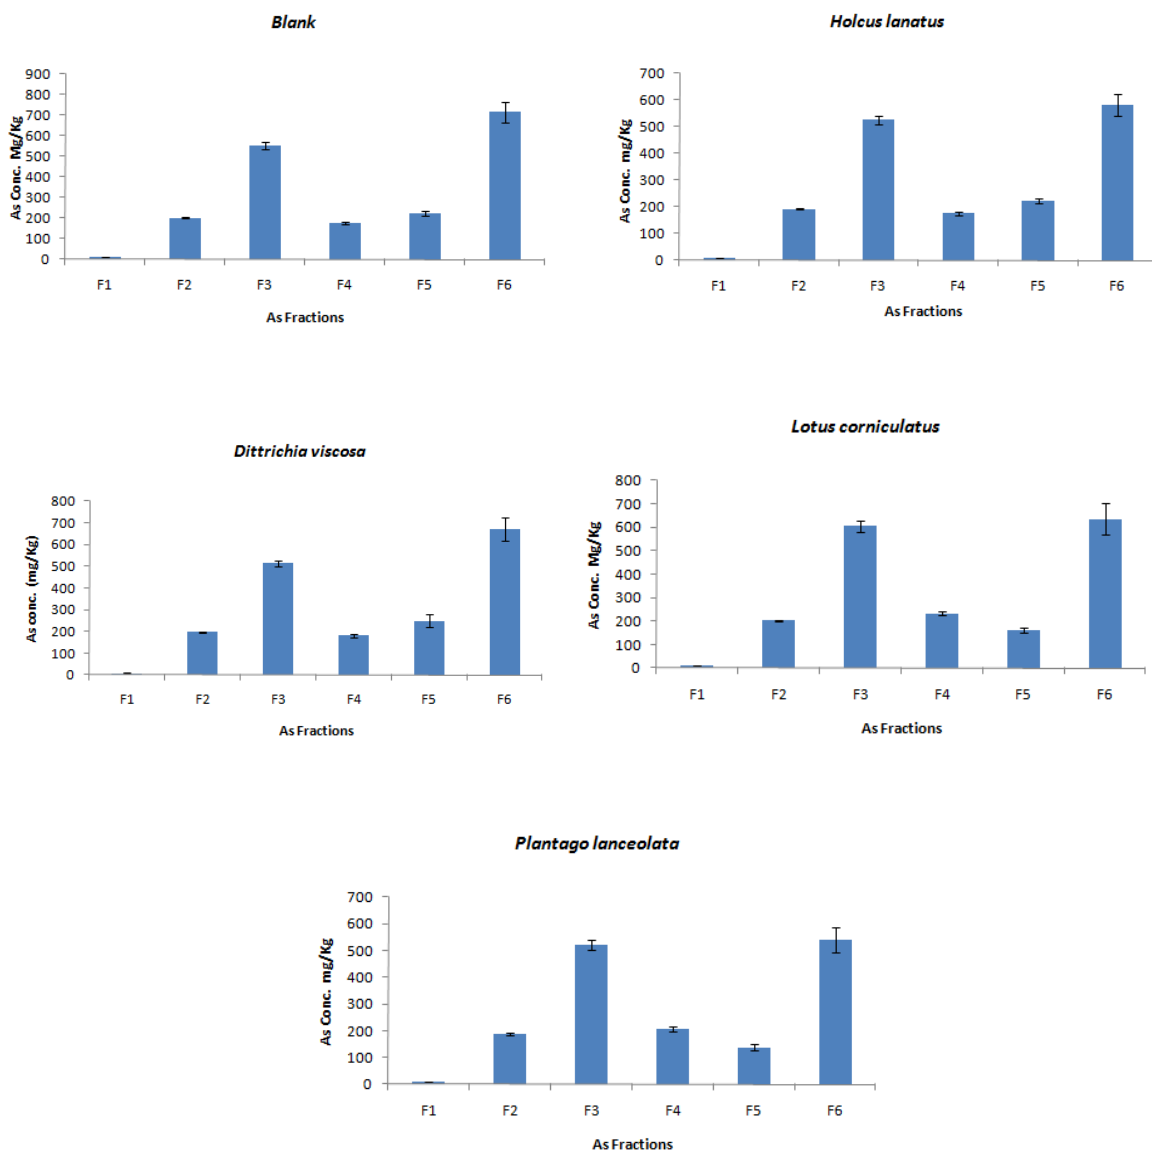 Blank
As Conc. Mg/Kg
900
800
700
600
500
400
300
200
100
0
F1 F2 F3 F4 F5 F6
As Fractions
Holcus lanatus
As Conc. mg/Kg
700
600
500
400
300
200
100
0
F1 F2 F3 F4 F5 F6
As Fractions
Dittrichia viscosa
As conc. (mg/Kg)
800
700
600
500
400
300
200
100
0
F1 F2 F3 F4 F5 F6
As Fractions
Lotus corniculatus
As Conc. Mg/Kg
800
700
600
500
400
300
200
100
0
F1 F2 F3 F4 F5 F6
As Fractions
Plantago lanceolata
As Conc. mg/Kg
700
600
500
400
300
200
100
0
F1 F2 F3 F4 F5 F6
As Fractions